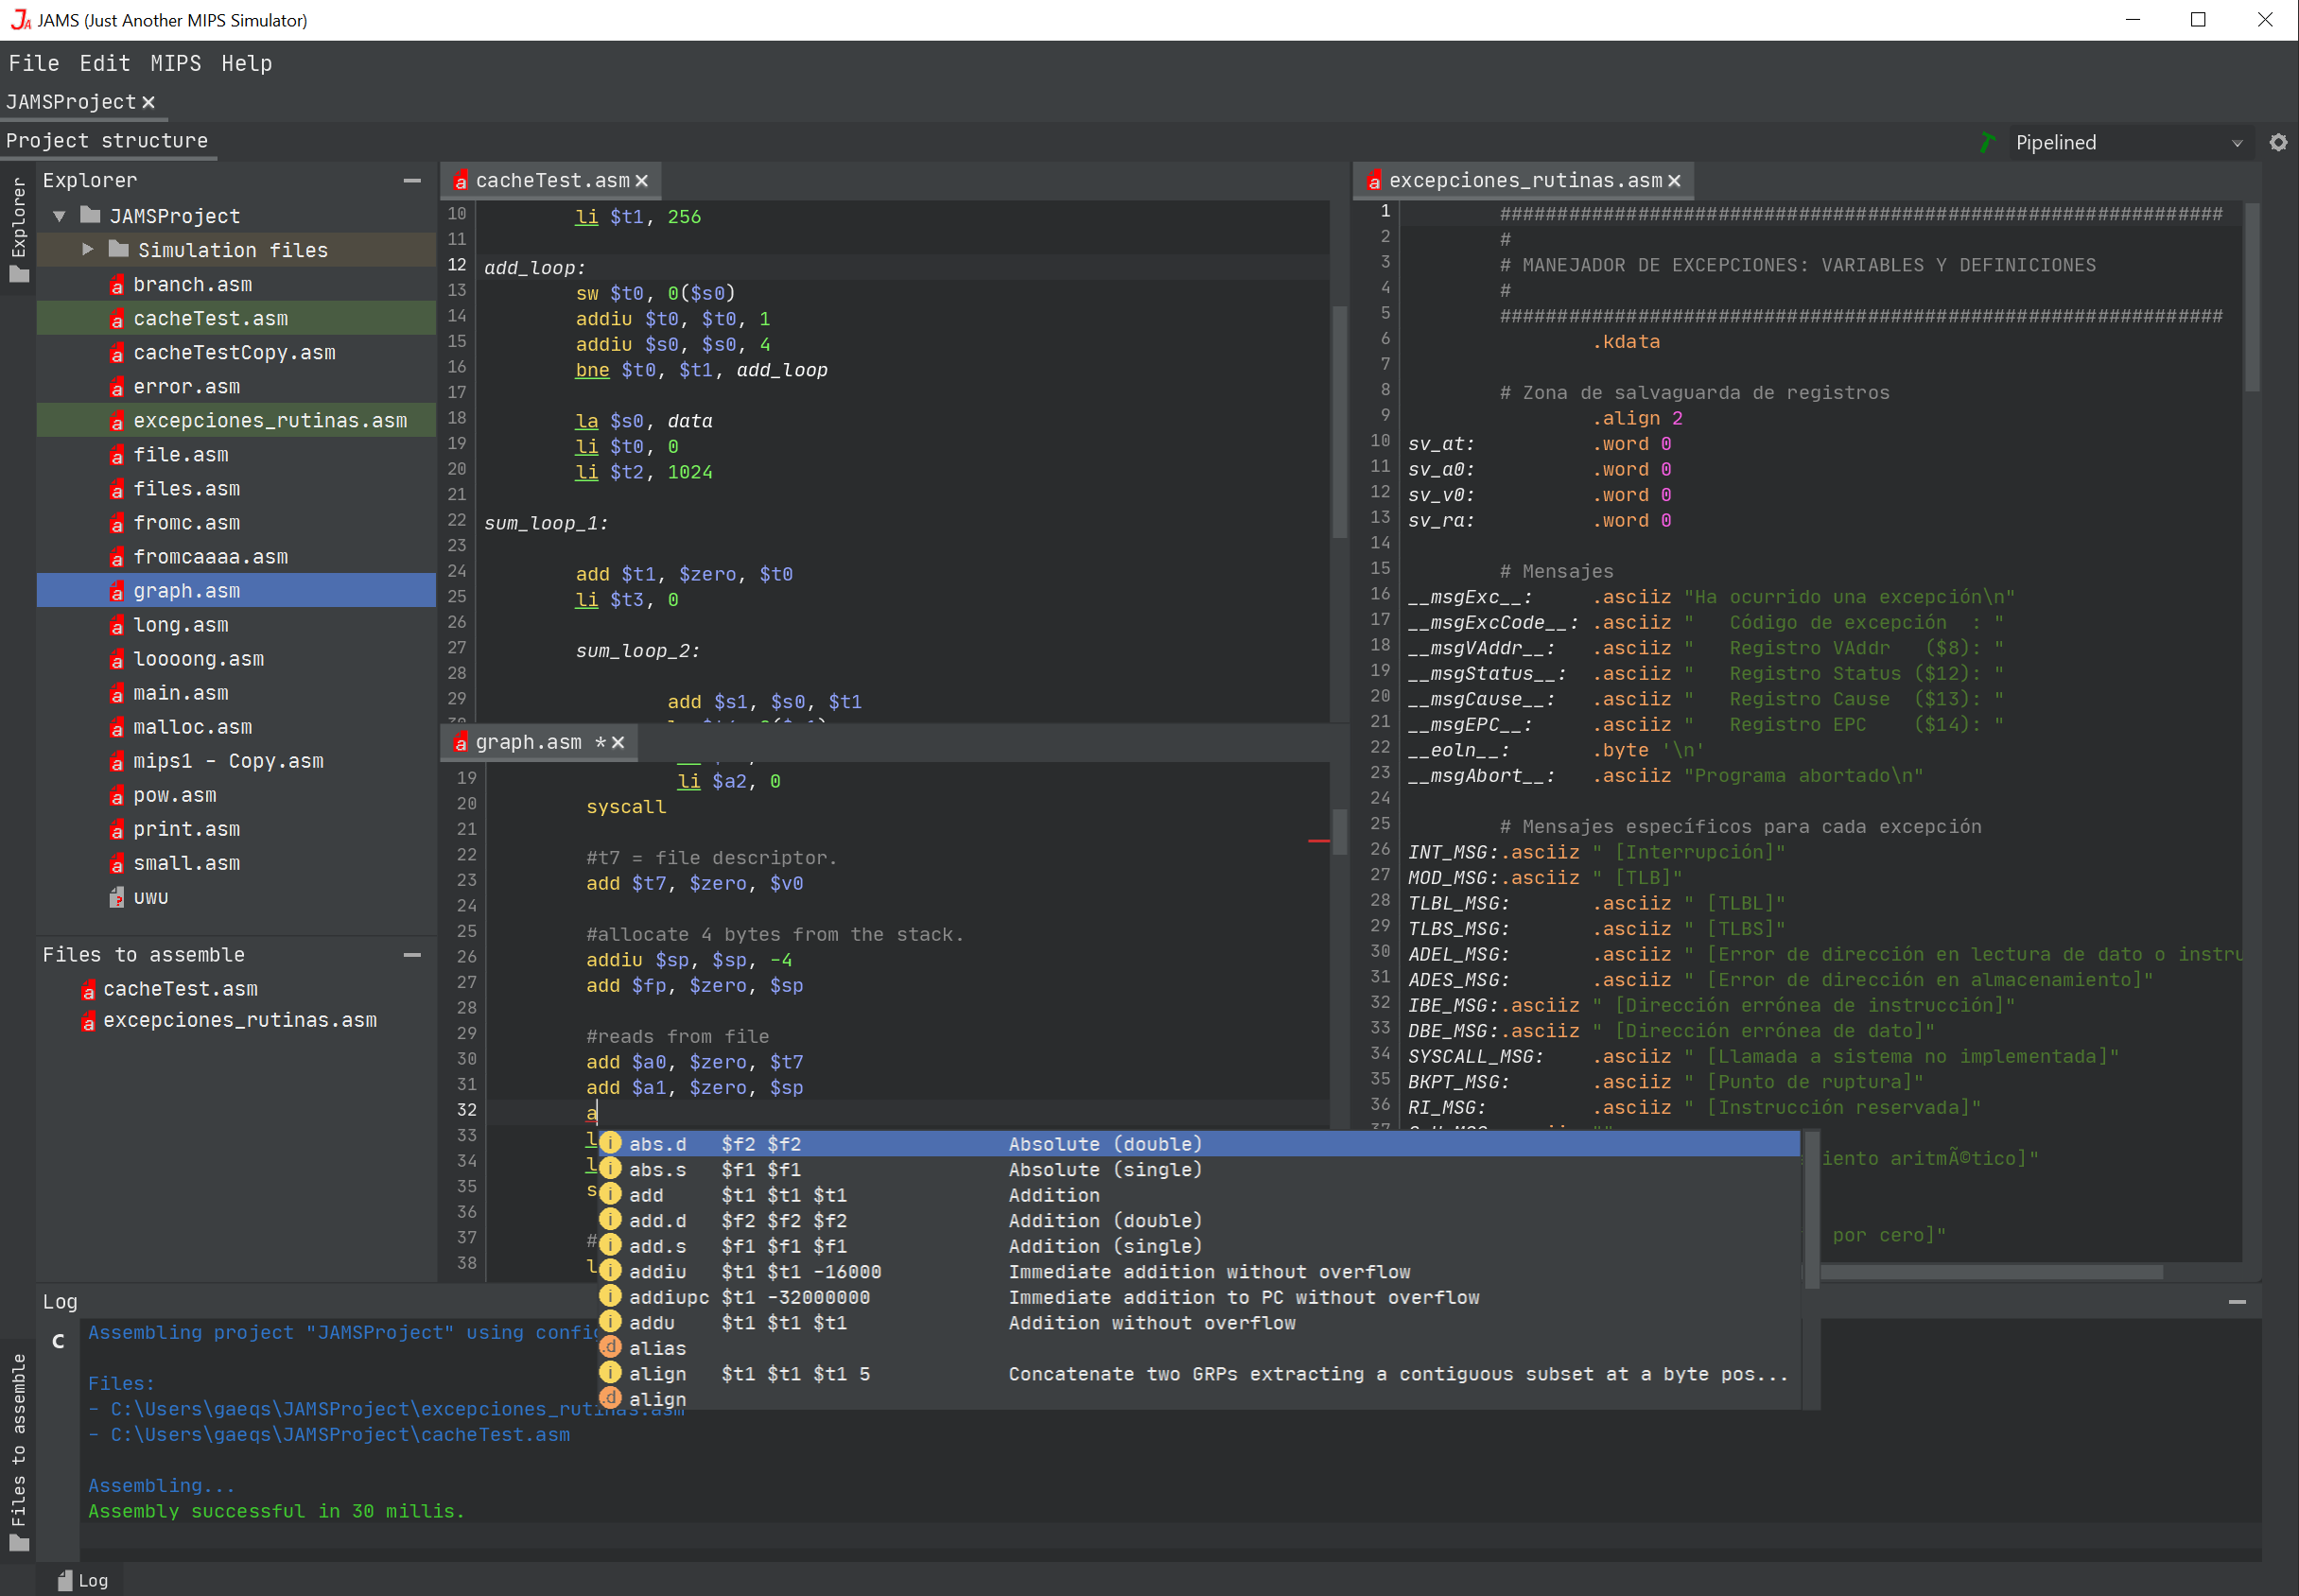 JAMS (Just Another MIPS Simulator)
File Edit MIPS Help
JAMSProject
Project structure
Pipelined
Explorer
Explorer
JAMSProject
Simulation files
branch.asm
cacheTest.asm
cacheTestCopy.asm
error.asm
excepciones_rutinas.asm
file.asm
files.asm
fromc.asm
fromcaaaa.asm
graph.asm
long.asm
loooong.asm
main.asm
malloc.asm
mips1 - Copy.asm
pow.asm
print.asm
small.asm
uwu
Files to assemble
cacheTest.asm
excepciones_rutinas.asm
Files to assemble
cacheTest.asm
10 li $t1, 256
11
12 add_loop:
13 sw $t0, 0($s0)
14 addiu $t0, $t0, 1
15 addiu $s0, $s0, 4
16 bne $t0, $t1, add_loop
17
18 la $s0, data
19 li $t0, 0
20 li $t2, 1024
21
22 sum_loop_1:
23
24 add $t1, $zero, $t0
25 li $t3, 0
26
27 sum_loop_2:
28
29 add $s1, $s0, $t1
graph.asm *
19 li $a2, 0
20 syscall
21
22 #t7 = file descriptor.
23 add $t7, $zero, $v0
24
25 #allocate 4 bytes from the stack.
26 addiu $sp, $sp, -4
27 add $fp, $zero, $sp
28
29 #reads from file
30 add $a0, $zero, $t7
31 add $a1, $zero, $sp
32 a
33 l
34 l
35 s
36
37 #
38 l
abs.d $f2 $f2 Absolute (double)
abs.s $f1 $f1 Absolute (single)
add $t1 $t1 $t1 Addition
add.d $f2 $f2 $f2 Addition (double)
add.s $f1 $f1 $f1 Addition (single)
addiu $t1 $t1 -16000 Immediate addition without overflow
addiupc $t1 -32000000 Immediate addition to PC without overflow
addu $t1 $t1 $t1 Addition without overflow
alias
align $t1 $t1 $t1 5 Concatenate two GRPs extracting a contiguous subset at a byte pos...
align
excepciones_rutinas.asm
1 ###############################################################
2 #
3 # MANEJADOR DE EXCEPCIONES: VARIABLES Y DEFINICIONES
4 #
5 ###############################################################
6 .kdata
7
8 # Zona de salvaguarda de registros
9 .align 2
10 sv_at: .word 0
11 sv_a0: .word 0
12 sv_v0: .word 0
13 sv_ra: .word 0
14
15 # Mensajes
16 __msgExc__: .asciiz "Ha ocurrido una excepción\n"
17 __msgExcCode__: .asciiz "   Código de excepción  : "
18 __msgVAddr__: .asciiz "   Registro VAddr   ($8): "
19 __msgStatus__: .asciiz "   Registro Status ($12): "
20 __msgCause__: .asciiz "   Registro Cause  ($13): "
21 __msgEPC__: .asciiz "   Registro EPC    ($14): "
22 __eoln__: .byte '\n'
23 __msgAbort__: .asciiz "Programa abortado\n"
24
25 # Mensajes específicos para cada excepción
26 INT_MSG:.asciiz " [Interrupción]"
27 MOD_MSG:.asciiz " [TLB]"
28 TLBL_MSG: .asciiz " [TLBL]"
29 TLBS_MSG: .asciiz " [TLBS]"
30 ADEL_MSG: .asciiz " [Error de dirección en lectura de dato o instru
31 ADES_MSG: .asciiz " [Error de dirección en almacenamiento]"
32 IBE_MSG:.asciiz " [Dirección errónea de instrucción]"
33 DBE_MSG:.asciiz " [Dirección errónea de dato]"
34 SYSCALL_MSG: .asciiz " [Llamada a sistema no implementada]"
35 BKPT_MSG: .asciiz " [Punto de ruptura]"
36 RI_MSG: .asciiz " [Instrucción reservada]"
37
iento aritmÃ©tico]"
por cero]"
Log
C
Assembling project "JAMSProject" using config
Files:
- C:\Users\gaeqs\JAMSProject\excepciones_rutinas.asm
- C:\Users\gaeqs\JAMSProject\cacheTest.asm
Assembling...
Assembly successful in 30 millis.
Log